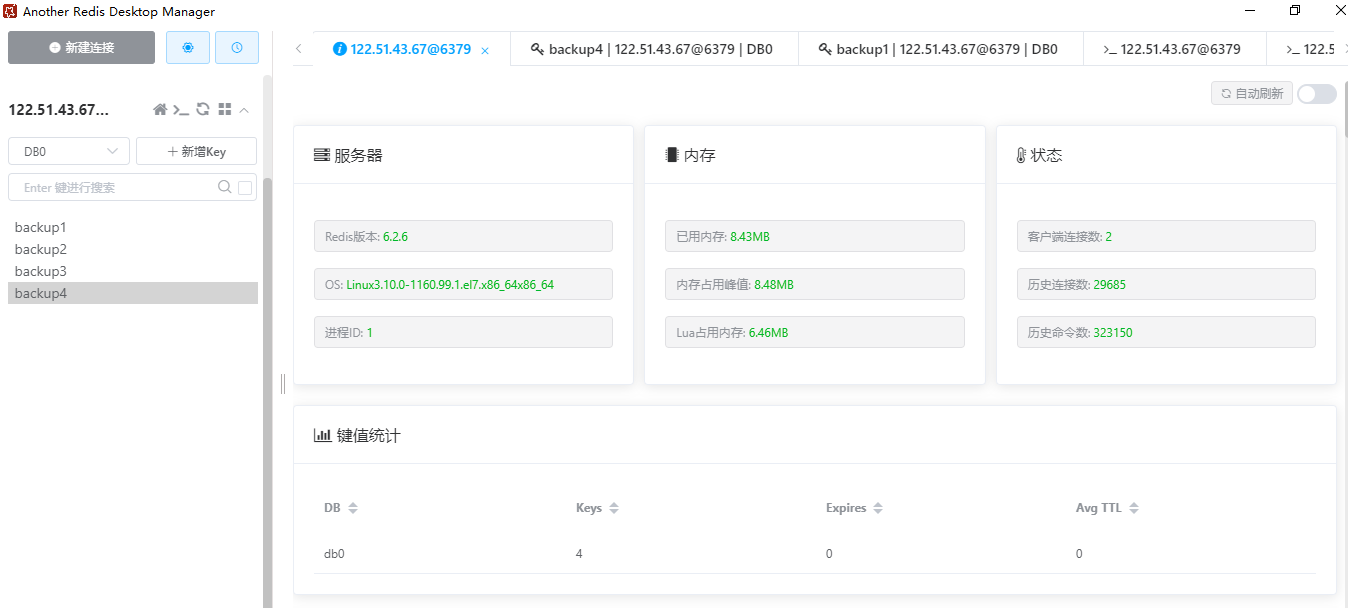 Another Redis Desktop Manager
新建连接
122.51.43.67@6379
backup4 | 122.51.43.67@6379 | DB0
backup1 | 122.51.43.67@6379 | DB0
>_ 122.51.43.67@6379
>_ 122.5
自动刷新
122.51.43.67...
DB0
新增Key
Enter 键进行搜索
backup1
backup2
backup3
backup4
服务器
Redis版本: 6.2.6
OS: Linux3.10.0-1160.99.1.el7.x86_64x86_64
进程ID: 1
内存
已用内存: 8.43MB
内存占用峰值: 8.48MB
Lua占用内存: 6.46MB
状态
客户端连接数: 2
历史连接数: 29685
历史命令数: 323150
键值统计
DB Keys Expires Avg TTL
db0 4 0 0